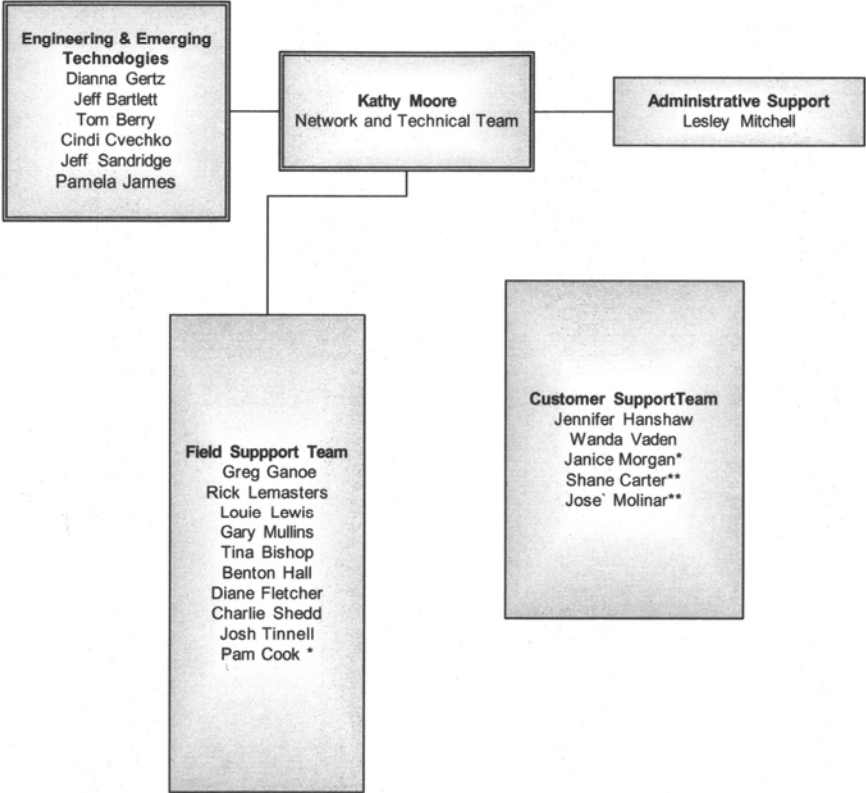 Engineering & Emerging
Technologies
Dianna Gertz
Jeff Bartlett
Tom Berry
Cindi Cvechko
Jeff Sandridge
Pamela James
Kathy Moore
Network and Technical Team
Administrative Support
Lesley Mitchell
Field Suppport Team
Greg Ganoe
Rick Lemasters
Louie Lewis
Gary Mullins
Tina Bishop
Benton Hall
Diane Fletcher
Charlie Shedd
Josh Tinnell
Pam Cook *
Customer SupportTeam
Jennifer Hanshaw
Wanda Vaden
Janice Morgan*
Shane Carter**
Jose` Molinar**